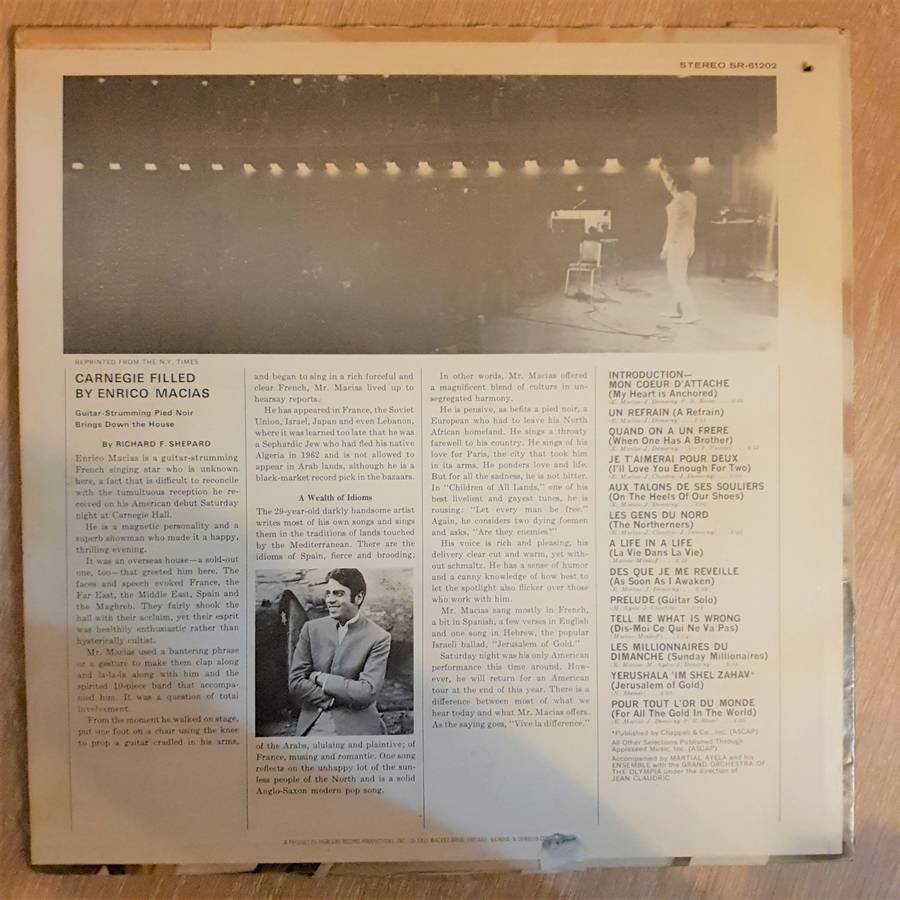 STEREO SR-61202
REPRINTED FROM THE N.Y. TIMES
CARNEGIE FILLED
BY ENRICO MACIAS
Guitar-Strumming Pied Noir
Brings Down the House
By RICHARD F. SHEPARD
Enrico Macias is a guitar-strumming
French singing star who is unknown
here, a fact that is difficult to reconcile
with the tumultuous reception he re-
ceived on his American debut Saturday
night at Carnegie Hall.
He is a magnetic personality and a
superb showman who made it a happy,
thrilling evening.
It was an overseas house—a sold-out
one, too—that greeted him here. The
faces and speech evoked France, the
Far East, the Middle East, Spain and
the Maghreb. They fairly shook the
hall with their acclaim, yet their esprit
was healthily enthusiastic rather than
hysterically cultist.
Mr. Macias used a bantering phrase
or a gesture to make them clap along
and la-la-la along with him and the
spirited 10-piece band that accompa-
nied him. It was a question of total
involvement.
From the moment he walked on stage,
put one foot on a chair using the knee
to prop a guitar cradled in his arms,
and began to sing in a rich forceful and
clear French, Mr. Macias lived up to
hearsay reports.
He has appeared in France, the Soviet
Union, Israel, Japan and even Lebanon,
where it was learned too late that he was
a Sephardic Jew who had fled his native
Algeria in 1962 and is not allowed to
appear in Arab lands, although he is a
black-market record pick in the bazaars.
A Wealth of Idioms
The 29-year-old darkly handsome artist
writes most of his own songs and sings
them in the traditions of lands touched
by the Mediterranean. There are the
idioms of Spain, fierce and brooding;
of the Arabs, ululating and plaintive; of
France, musing and romantic. One song
reflects on the unhappy lot of the sun-
less people of the North and is a solid
Anglo-Saxon modern pop song.
In other words, Mr. Macias offered
a magnificent blend of culture in un-
segregated harmony.
He is pensive, as befits a pied noir, a
European who had to leave his North
African homeland. He sings a throaty
farewell to his country. He sings of his
love for Paris, the city that took him
in its arms. He ponders love and life.
But for all the sadness, he is not bitter.
In "Children of All Lands," one of his
best liveliest and gayest tunes, he is
rousing: "Let every man be free."
Again, he considers two dying foemen
and asks, "Are they enemies?"
His voice is rich and pleasing, his
delivery clear cut and warm, yet with-
out schmaltz. He has a sense of humor
and a canny knowledge of how best to
let the spotlight also flicker over those
who work with him.
Mr. Macias sang mostly in French,
a bit in Spanish, a few verses in English
and one song in Hebrew, the popular
Israeli ballad, "Jerusalem of Gold."
Saturday night was his only American
performance this time around. How-
ever, he will return for an American
tour at the end of this year. There is a
difference between most of what we
hear today and what Mr. Macias offers.
As the saying goes, "Vive la difference."
INTRODUCTION—
MON COEUR D'ATTACHE
(My Heart is Anchored)
UN REFRAIN (A Refrain)
QUAND ON A UN FRERE
(When One Has A Brother)
JE T'AIMERAI POUR DEUX
(I'll Love You Enough For Two)
AUX TALONS DE SES SOULIERS
(On The Heels Of Our Shoes)
LES GENS DU NORD
(The Northerners)
A LIFE IN A LIFE
(La Vie Dans La Vie)
DES QUE JE ME REVEILLE
(As Soon As I Awaken)
PRELUDE (Guitar Solo)
TELL ME WHAT IS WRONG
(Dis-Moi Ce Qui Ne Va Pas)
LES MILLIONNAIRES DU
DIMANCHE (Sunday Millionaires)
YERUSHALA 'IM SHEL ZAHAV*
(Jerusalem of Gold)
POUR TOUT L'OR DU MONDE
(For All The Gold In The World)
*Published by Chappell & Co., Inc. (ASCAP)
All Other Selections Published Through
Appleseed Music, Inc. (ASCAP)
Accompanied by MARTIAL AYELA and his
ENSEMBLE with the GRAND ORCHESTRA OF
THE OLYMPIA under the direction of
JEAN CLAUDRIC